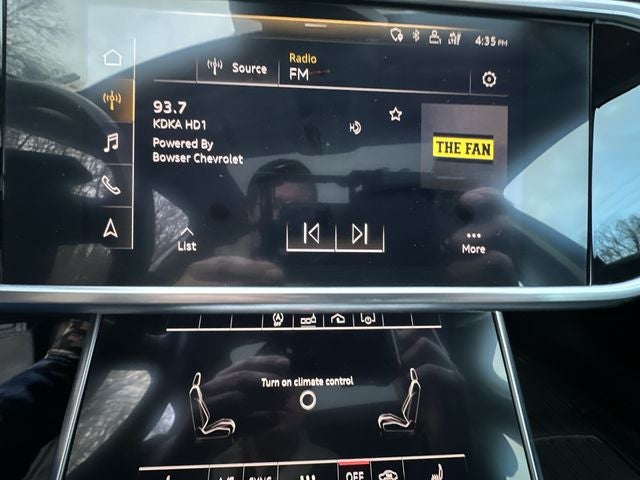 4:35 PM
Source
Radio
FM
93.7
KDKA HD1
Powered By
Bowser Chevrolet
THE FAN
List
More
Turn on climate control
A/C SYNC OFF